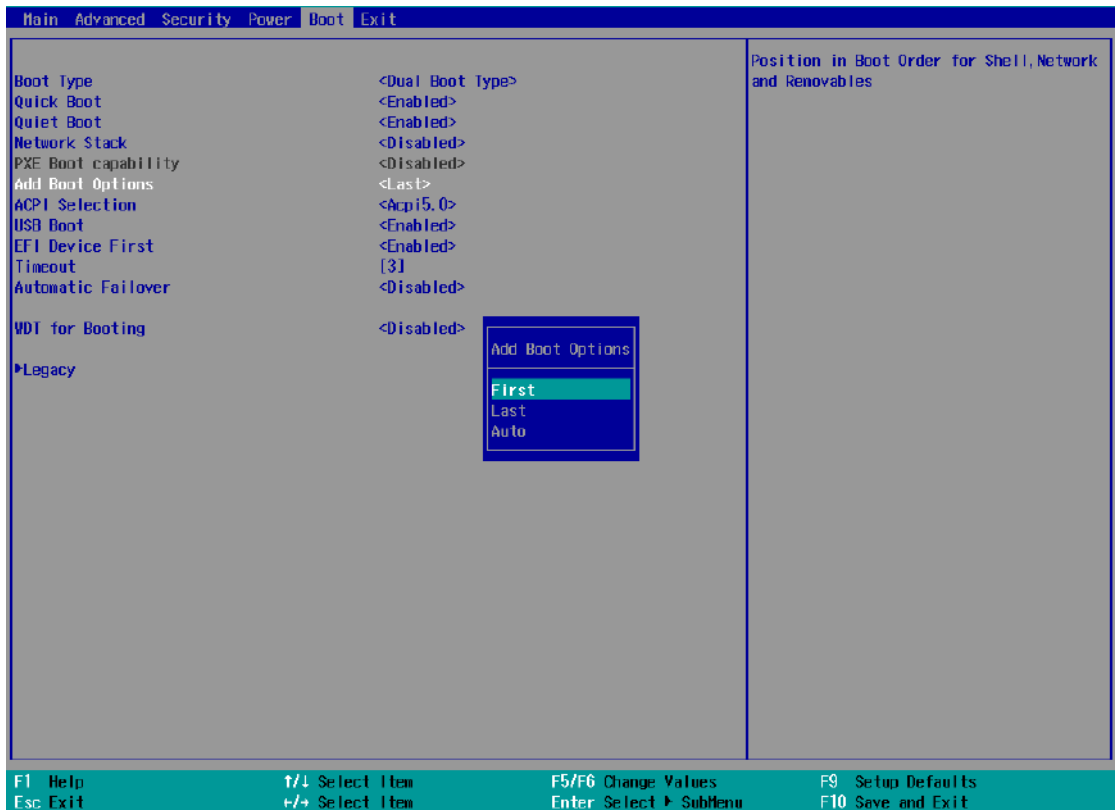 Main Advanced Security Power Boot Exit
Position in Boot Order for Shell,Network
and Removables
Boot Type <Dual Boot Type>
Quick Boot <Enabled>
Quiet Boot <Enabled>
Network Stack <Disabled>
PXE Boot capability <Disabled>
Add Boot Options <Last>
ACPI Selection <Acpi5.0>
USB Boot <Enabled>
EFI Device First <Enabled>
Timeout [3]
Automatic Failover <Disabled>
WDT for Booting <Disabled>
▶Legacy
Add Boot Options
First
Last
Auto
F1 Help ↑/↓ Select Item F5/F6 Change Values F9 Setup Defaults
Esc Exit ←/→ Select Item Enter Select ▶ SubMenu F10 Save and Exit